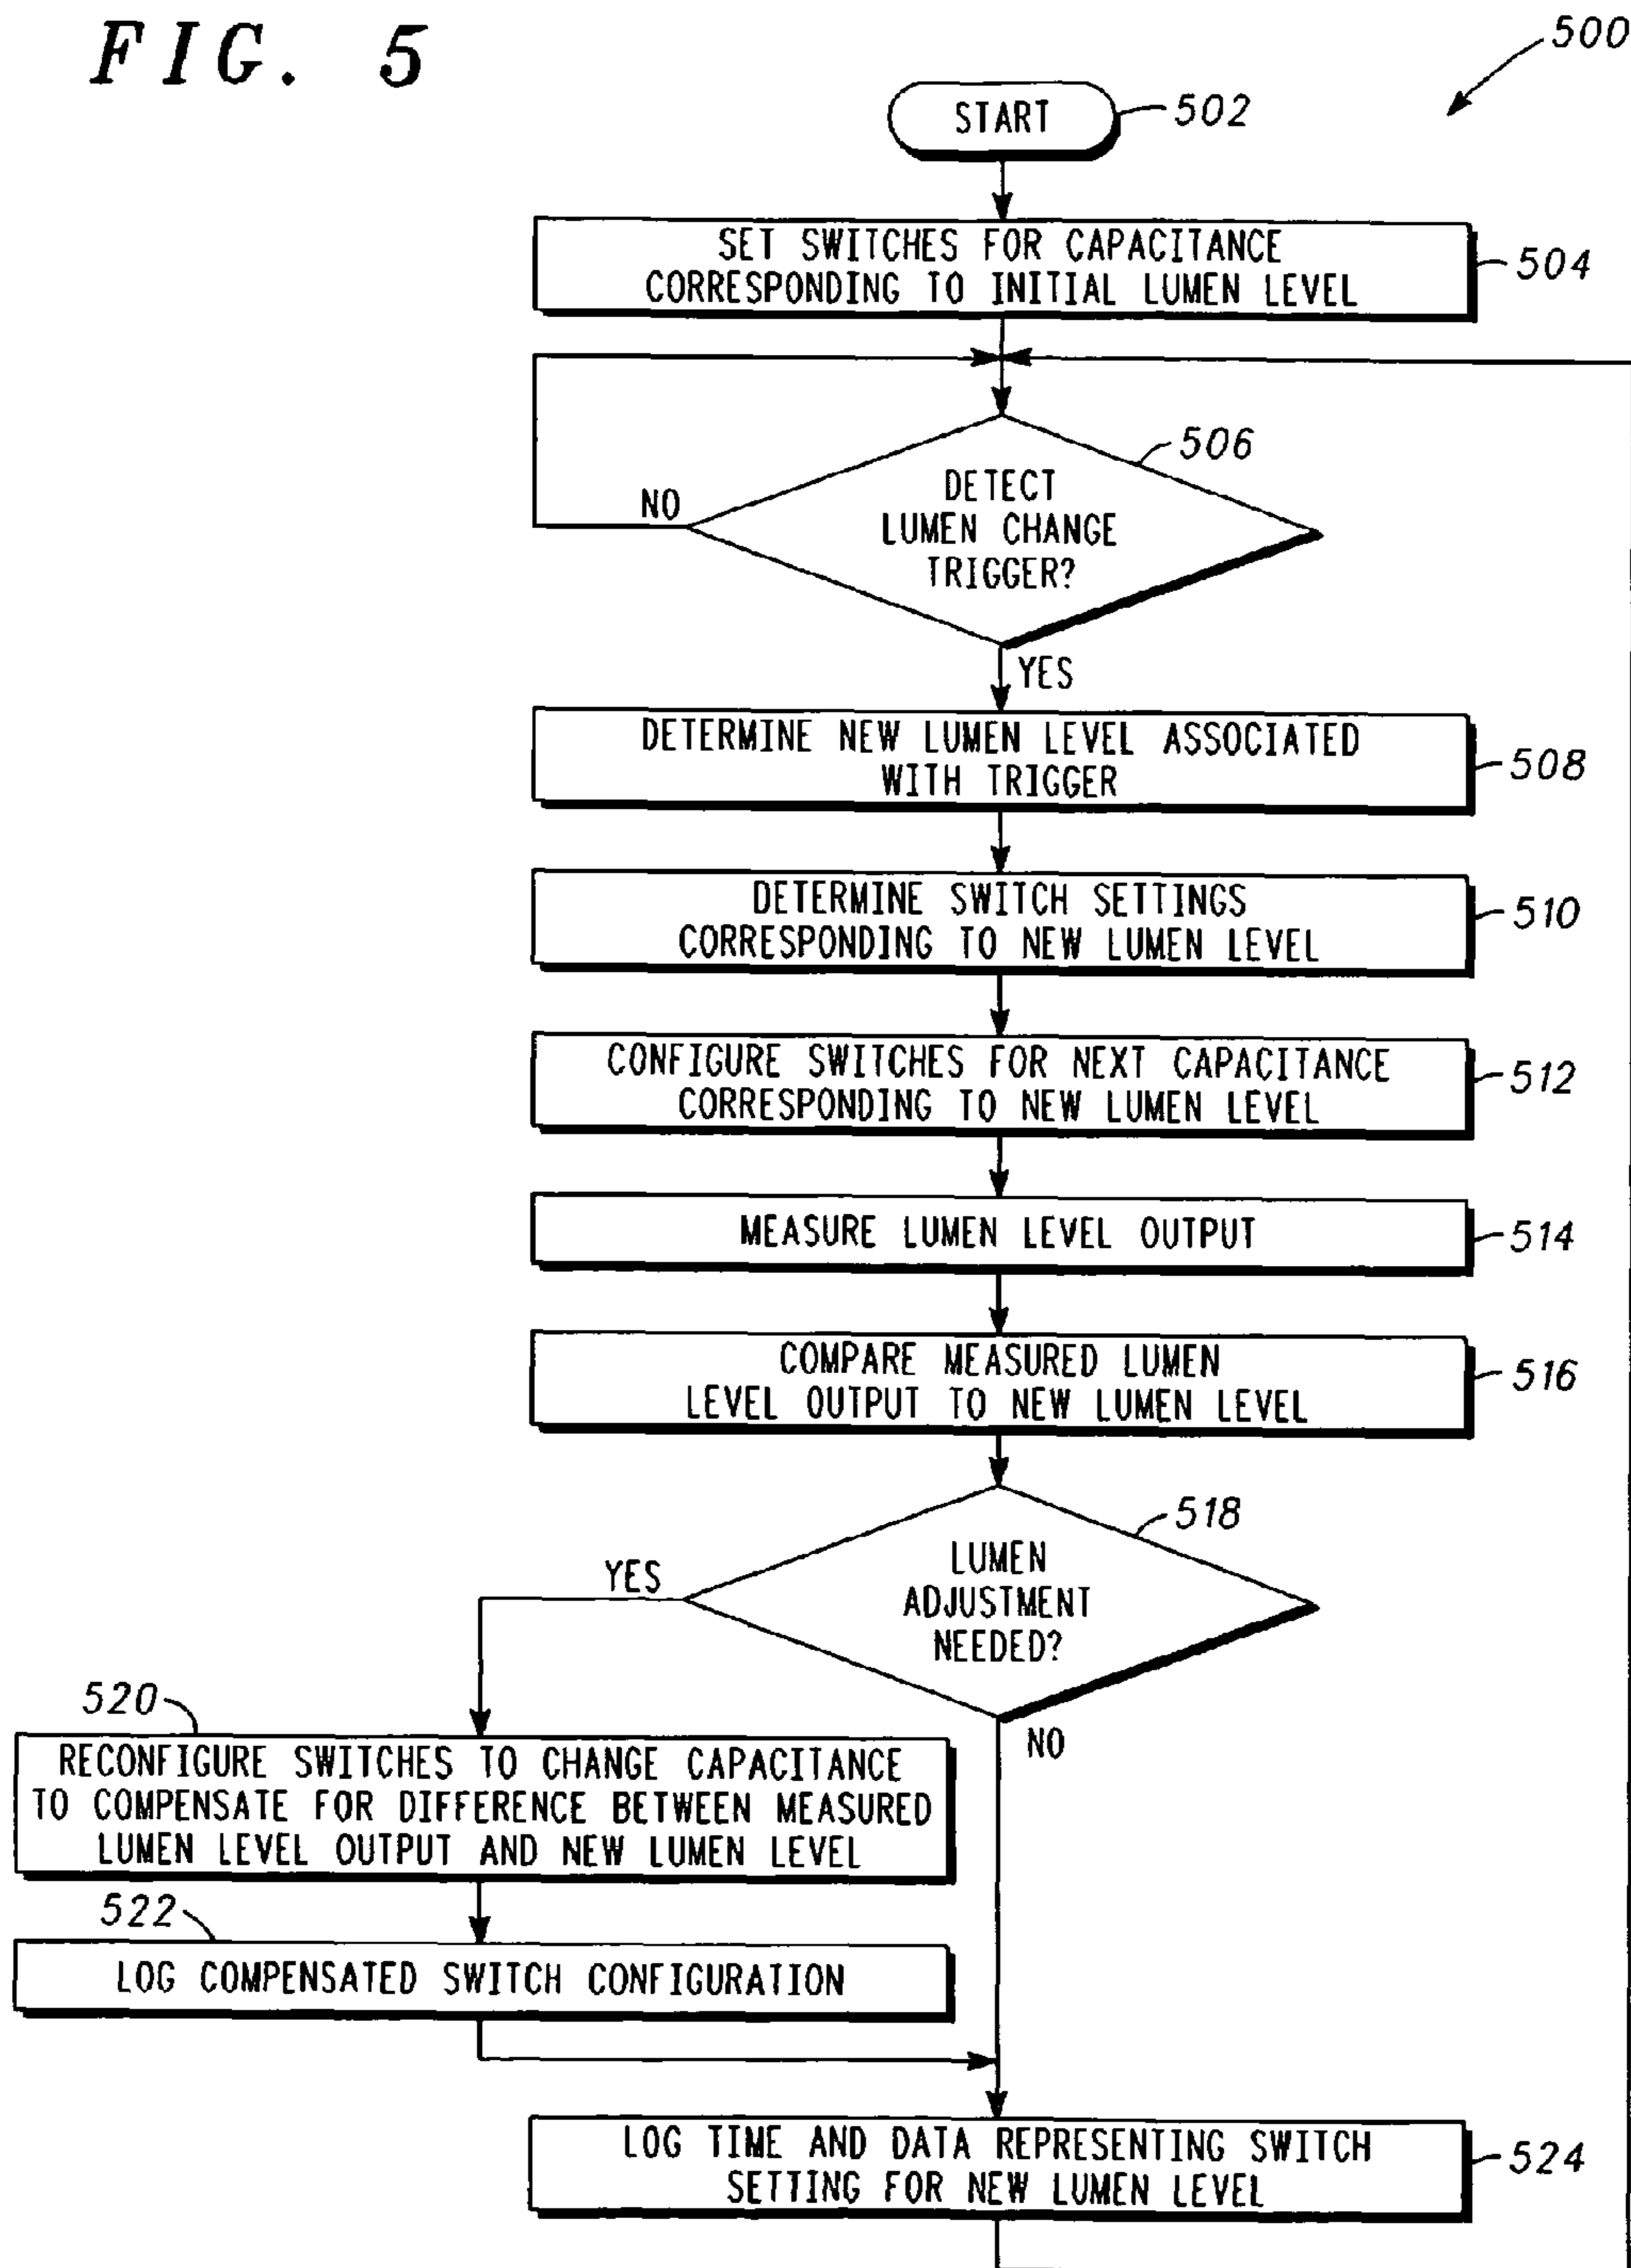 FIG. 5
500
START
502
SET SWITCHES FOR CAPACITANCE
CORRESPONDING TO INITIAL LUMEN LEVEL
504
506
DETECT
LUMEN CHANGE
TRIGGER?
NO
YES
DETERMINE NEW LUMEN LEVEL ASSOCIATED
WITH TRIGGER
508
DETERMINE SWITCH SETTINGS
CORRESPONDING TO NEW LUMEN LEVEL
510
CONFIGURE SWITCHES FOR NEXT CAPACITANCE
CORRESPONDING TO NEW LUMEN LEVEL
512
MEASURE LUMEN LEVEL OUTPUT
514
COMPARE MEASURED LUMEN
LEVEL OUTPUT TO NEW LUMEN LEVEL
516
518
LUMEN
ADJUSTMENT
NEEDED?
YES
NO
520
RECONFIGURE SWITCHES TO CHANGE CAPACITANCE
TO COMPENSATE FOR DIFFERENCE BETWEEN MEASURED
LUMEN LEVEL OUTPUT AND NEW LUMEN LEVEL
522
LOG COMPENSATED SWITCH CONFIGURATION
LOG TIME AND DATA REPRESENTING SWITCH
SETTING FOR NEW LUMEN LEVEL
524